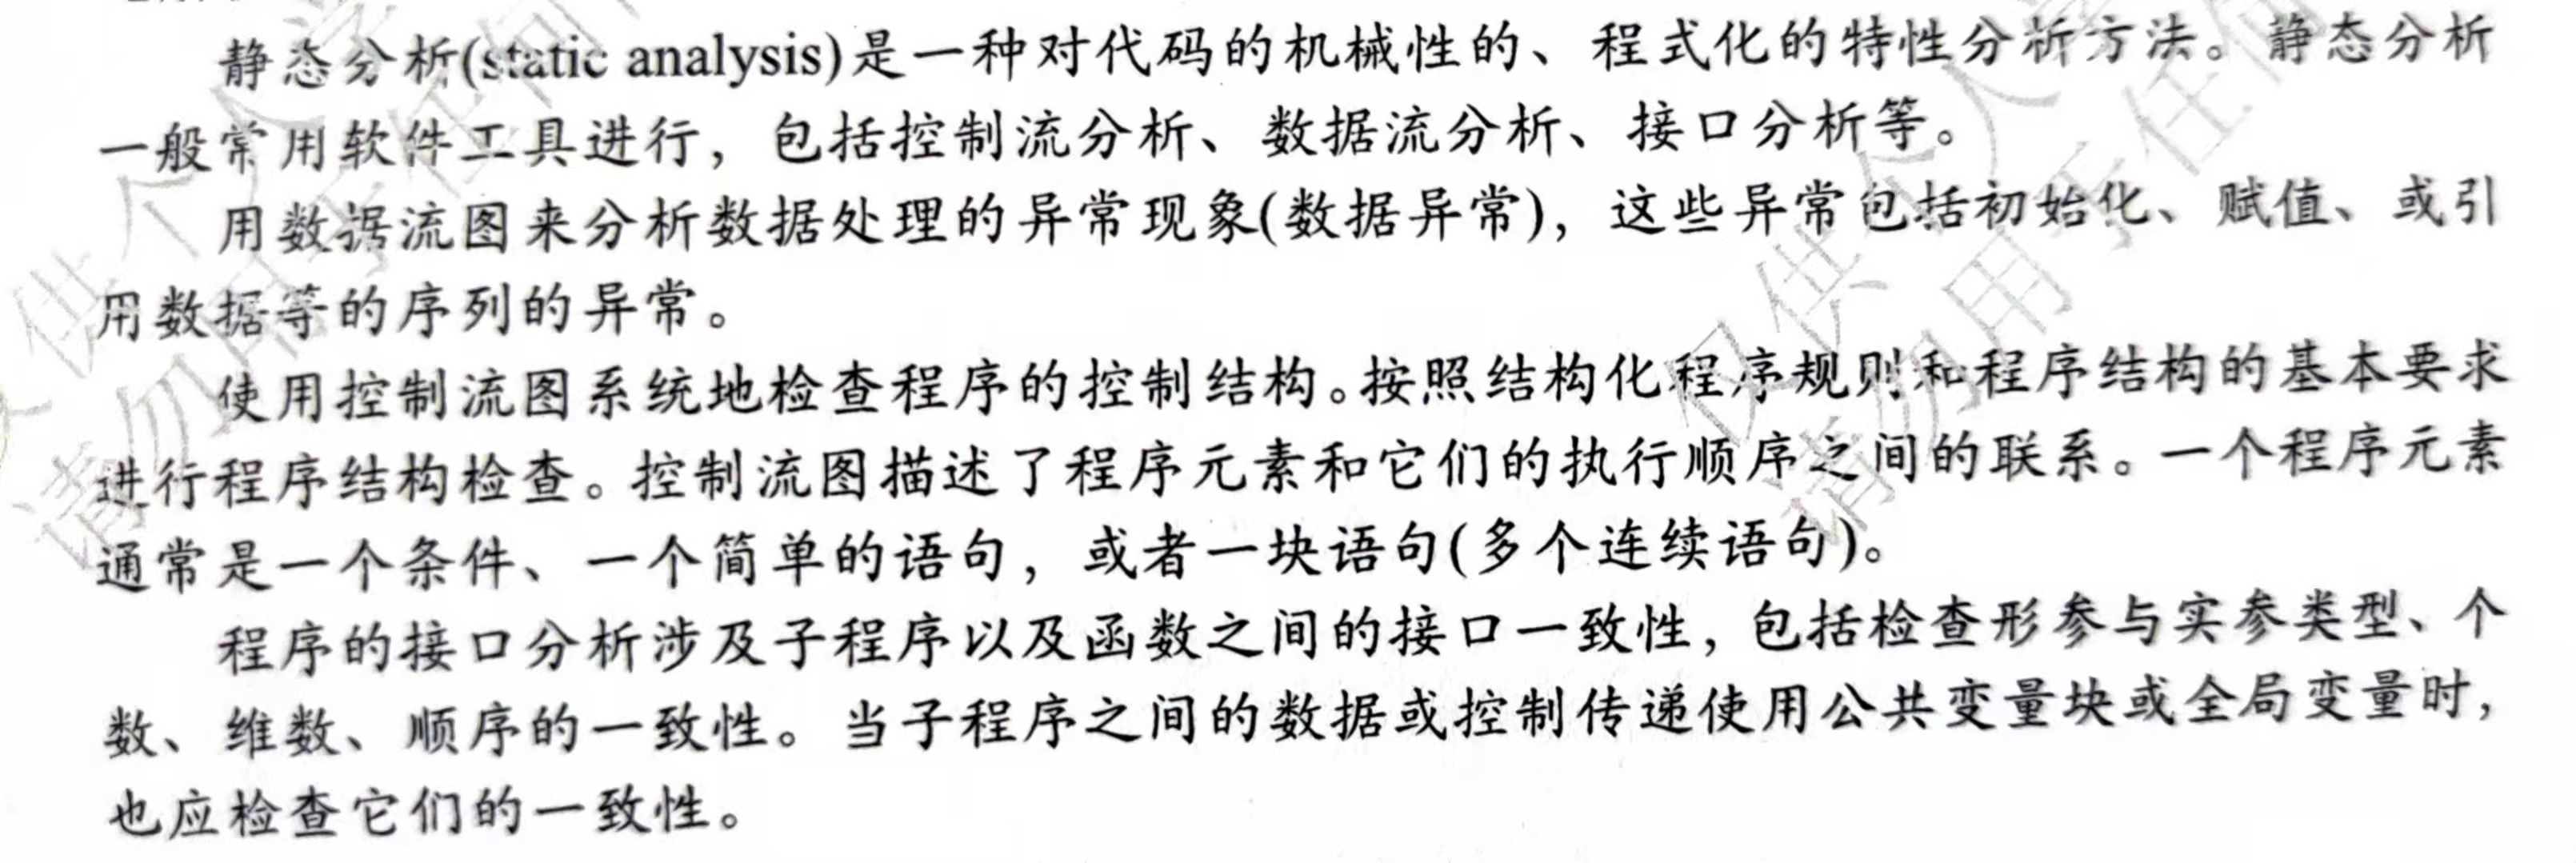 静态分析(static analysis)是一种对代码的机械性的、程式化的特性分析方法。静态分析
一般常用软件工具进行，包括控制流分析、数据流分析、接口分析等。
用数据流图来分析数据处理的异常现象(数据异常)，这些异常包括初始化、赋值、或引
用数据等的序列的异常。
使用控制流图系统地检查程序的控制结构。按照结构化程序规则和程序结构的基本要求
进行程序结构检查。控制流图描述了程序元素和它们的执行顺序之间的联系。一个程序元素
通常是一个条件、一个简单的语句，或者一块语句(多个连续语句)。
程序的接口分析涉及子程序以及函数之间的接口一致性，包括检查形参与实参类型、个
数、维数、顺序的一致性。当子程序之间的数据或控制传递使用公共变量块或全局变量时，
也应检查它们的一致性。
仅供个人
请勿用于任何